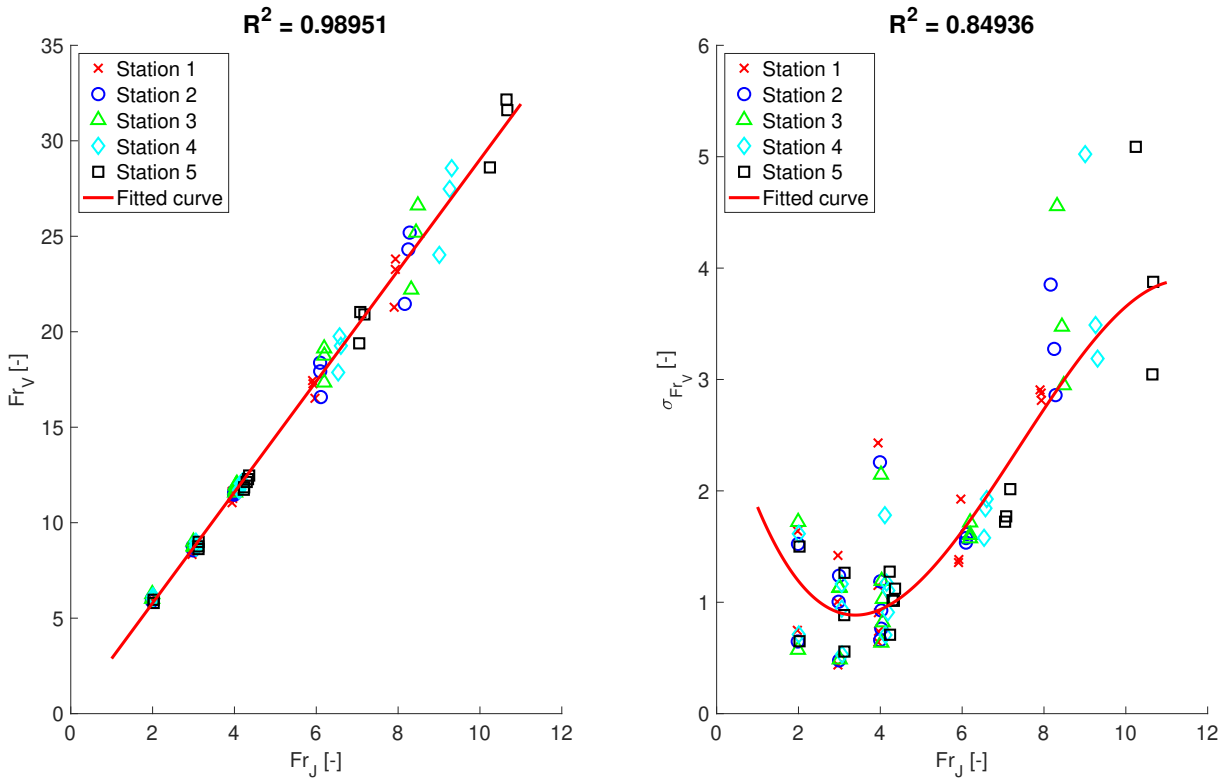 R² = 0.98951
35
30
25
20
15
10
5
0
Fr_V [-]
Station 1
Station 2
Station 3
Station 4
Station 5
Fitted curve
0 2 4 6 8 10 12
Fr_J [-]
R² = 0.84936
6
5
4
3
2
1
0
σ_Fr_V
Station 1
Station 2
Station 3
Station 4
Station 5
Fitted curve
0 2 4 6 8 10 12
Fr_J [-]